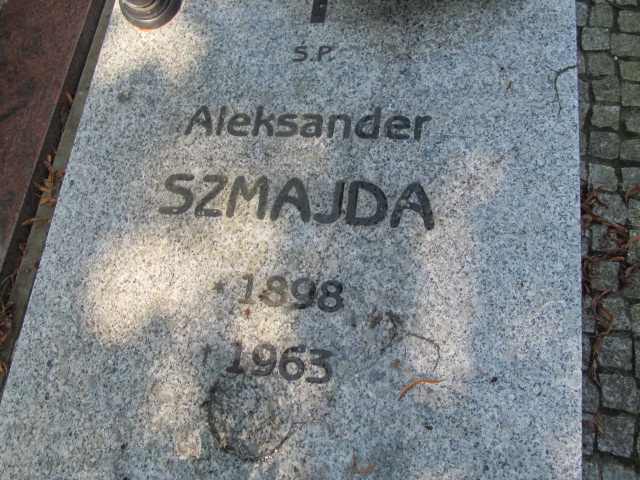 Ś.P.
Aleksander
SZMAJDA
* 1898
† 1963